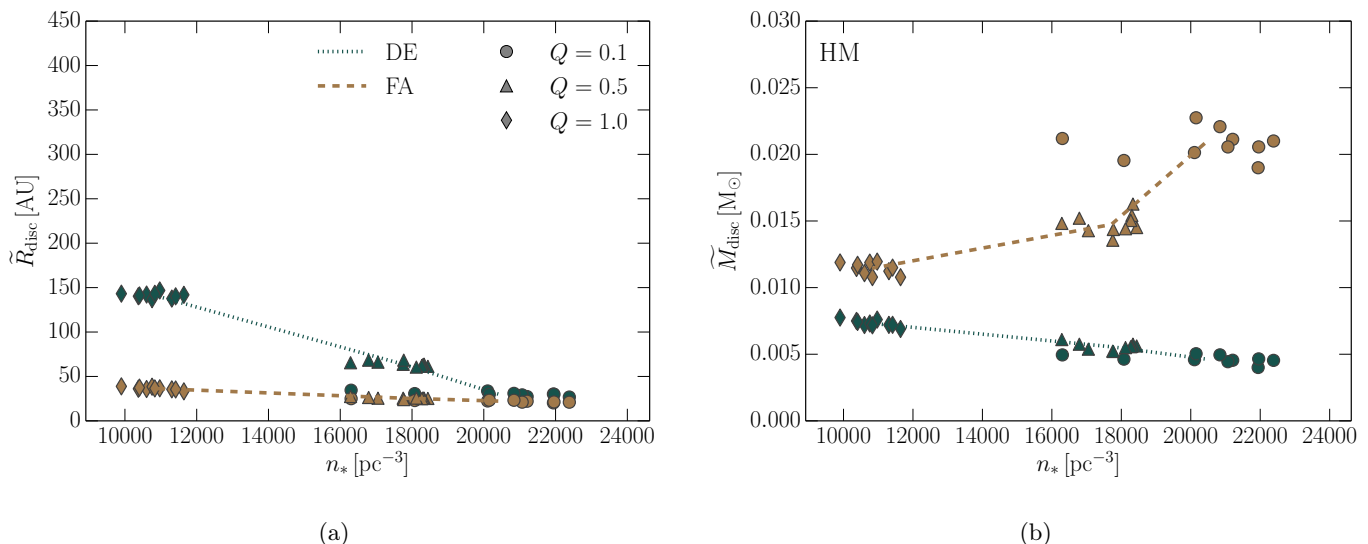 450
400
350
300
250
200
150
100
50
0
R̃disc [AU]
DE
FA
Q = 0.1
Q = 0.5
Q = 1.0
10000 12000 14000 16000 18000 20000 22000
n* [pc⁻³]
(a)
0.030
0.025
0.020
0.015
0.010
0.005
0.000
M̃disc [M⊙]
HM
10000 12000 14000 16000 18000 20000 22000 24000
n* [pc⁻³]
(b)